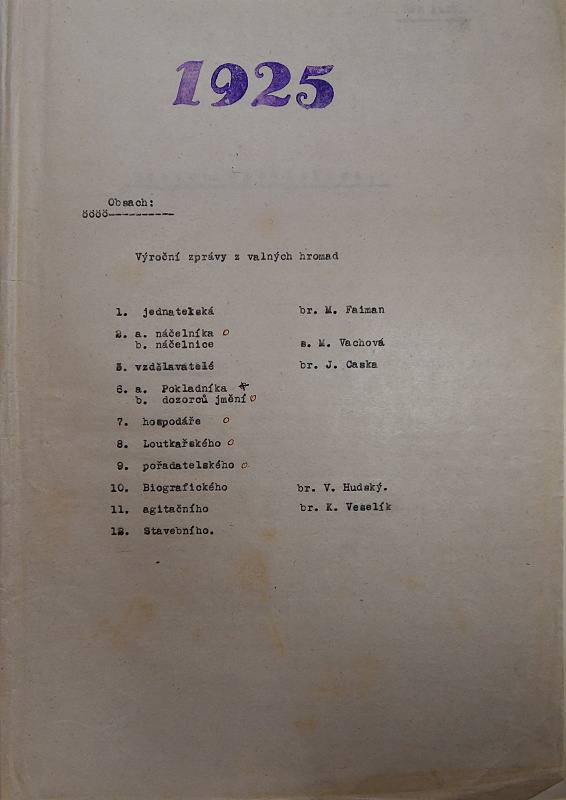 1925
Obsach:
öööö----------
Výroční zprávy z valných hromad
1. jednatelská br. M. Faiman
2. a. náčelníka o
b. náčelnice s. M. Vachová
5. vzdělavatelé br. J. Caska
6. a. Pokladníka
b. dozorců jmění o
7. hospodáře o
8. Loutkařského o
9. pořadatelského o
10. Biografického br. V. Hudský.
11. agitačního br. K. Veselík
12. Stavebního.